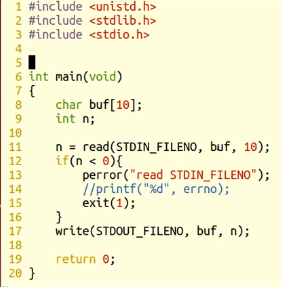 1 #include <unistd.h>
2 #include <stdlib.h>
3 #include <stdio.h>
4
5
6 int main(void)
7 {
8     char buf[10];
9     int n;
10
11     n = read(STDIN_FILENO, buf, 10);
12     if(n < 0){
13         perror("read STDIN_FILENO");
14         //printf("%d", errno);
15         exit(1);
16     }
17     write(STDOUT_FILENO, buf, n);
18
19     return 0;
20 }